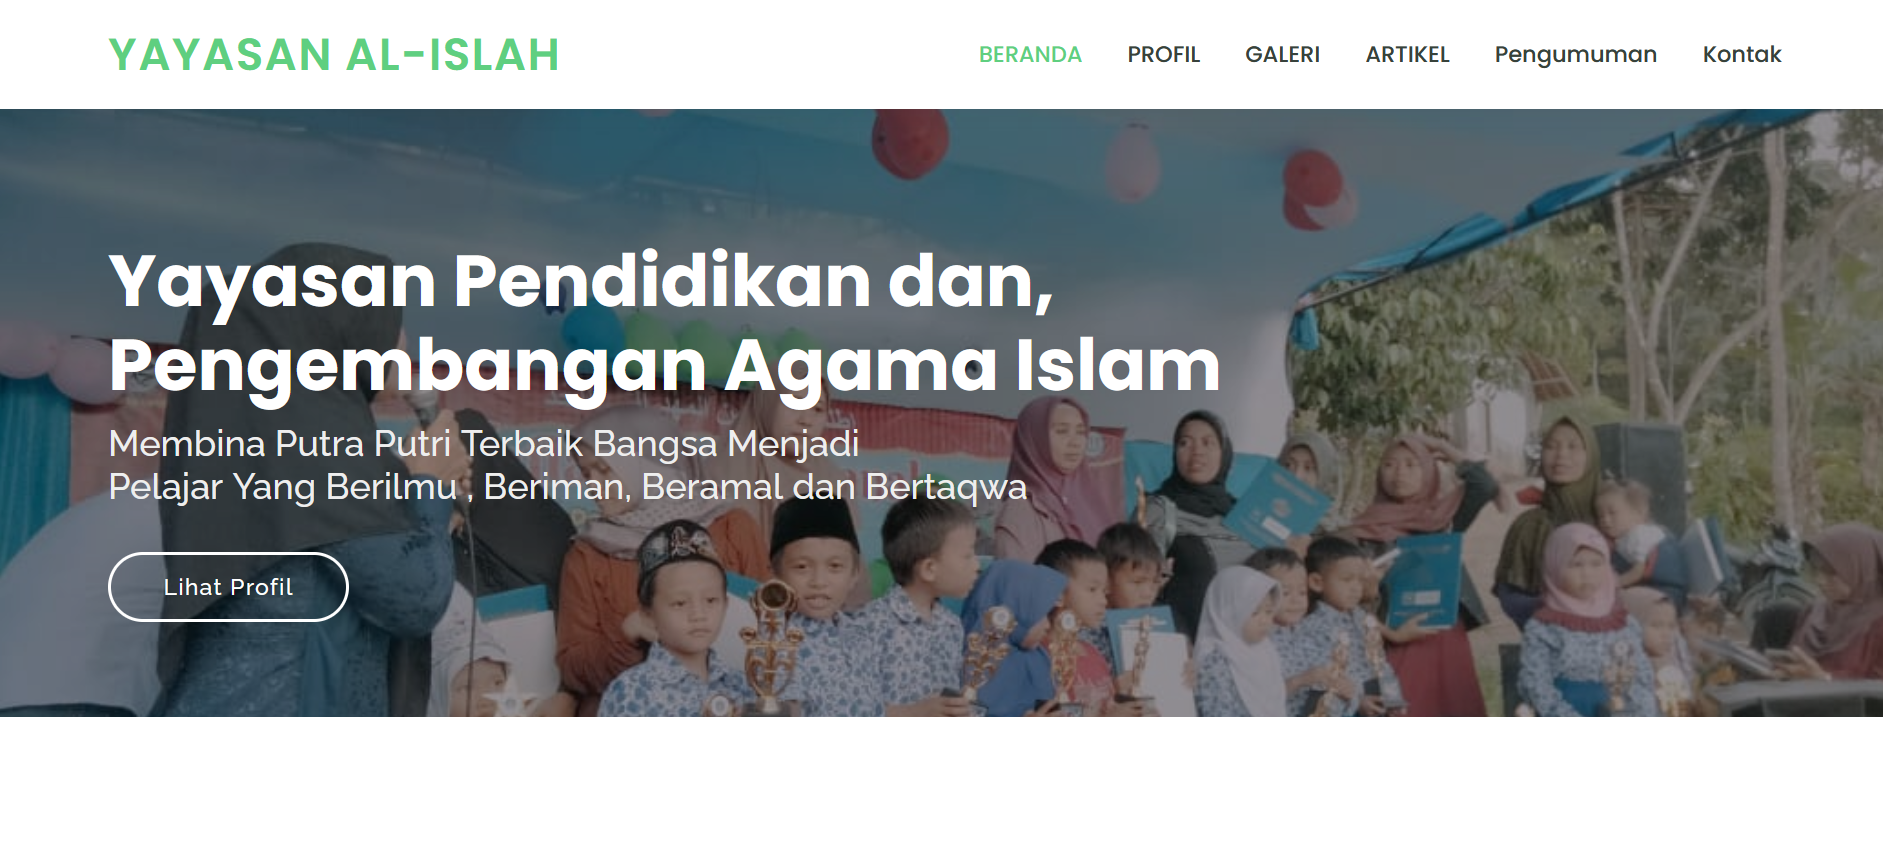 YAYASAN AL-ISLAH
BERANDA PROFIL GALERI ARTIKEL Pengumuman Kontak
Yayasan Pendidikan dan,
Pengembangan Agama Islam
Membina Putra Putri Terbaik Bangsa Menjadi
Pelajar Yang Berilmu , Beriman, Beramal dan Bertaqwa
Lihat Profil